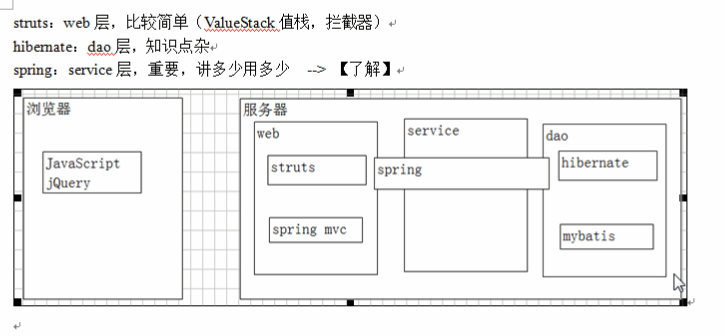 struts：web 层，比较简单（ValueStack 值栈，拦截器）
hibernate：dao 层，知识点杂
spring：service 层，重要，讲多少用多少 --> 【了解】
浏览器
JavaScript
jQuery
服务器
web
struts
spring mvc
service
spring
dao
hibernate
mybatis